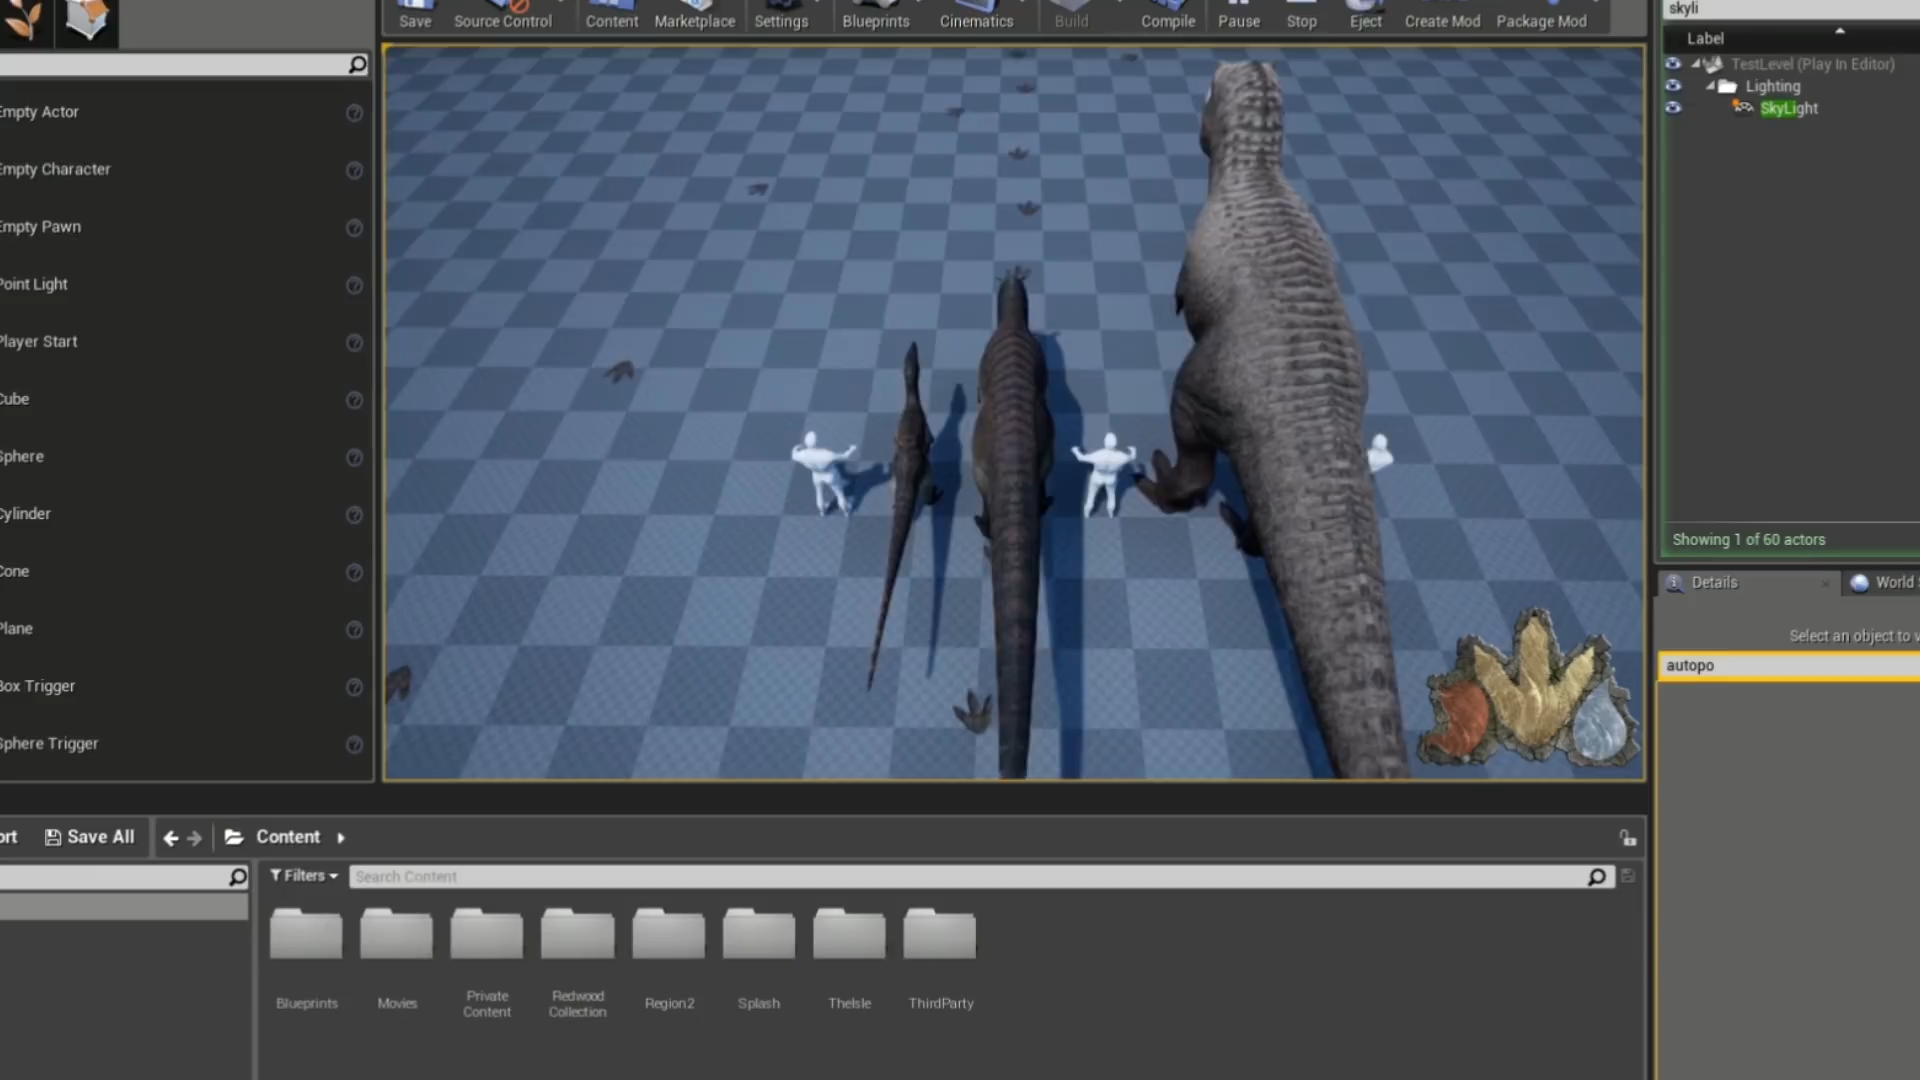 Save Source Control Content Marketplace Settings Blueprints Cinematics Build Compile Pause Stop Eject Create Mod Package Mod
skyli
Label
TestLevel (Play In Editor)
Lighting
SkyLight
Showing 1 of 60 actors
Details World
Select an object to v
autopo
Empty Actor
Empty Character
Empty Pawn
Point Light
Player Start
Cube
Sphere
Cylinder
Cone
Plane
Box Trigger
Sphere Trigger
ort Save All Content
Filters Search Content
Blueprints
Movies
Private
Content
Redwood
Collection
Region2
Splash
TheIsle
ThirdParty